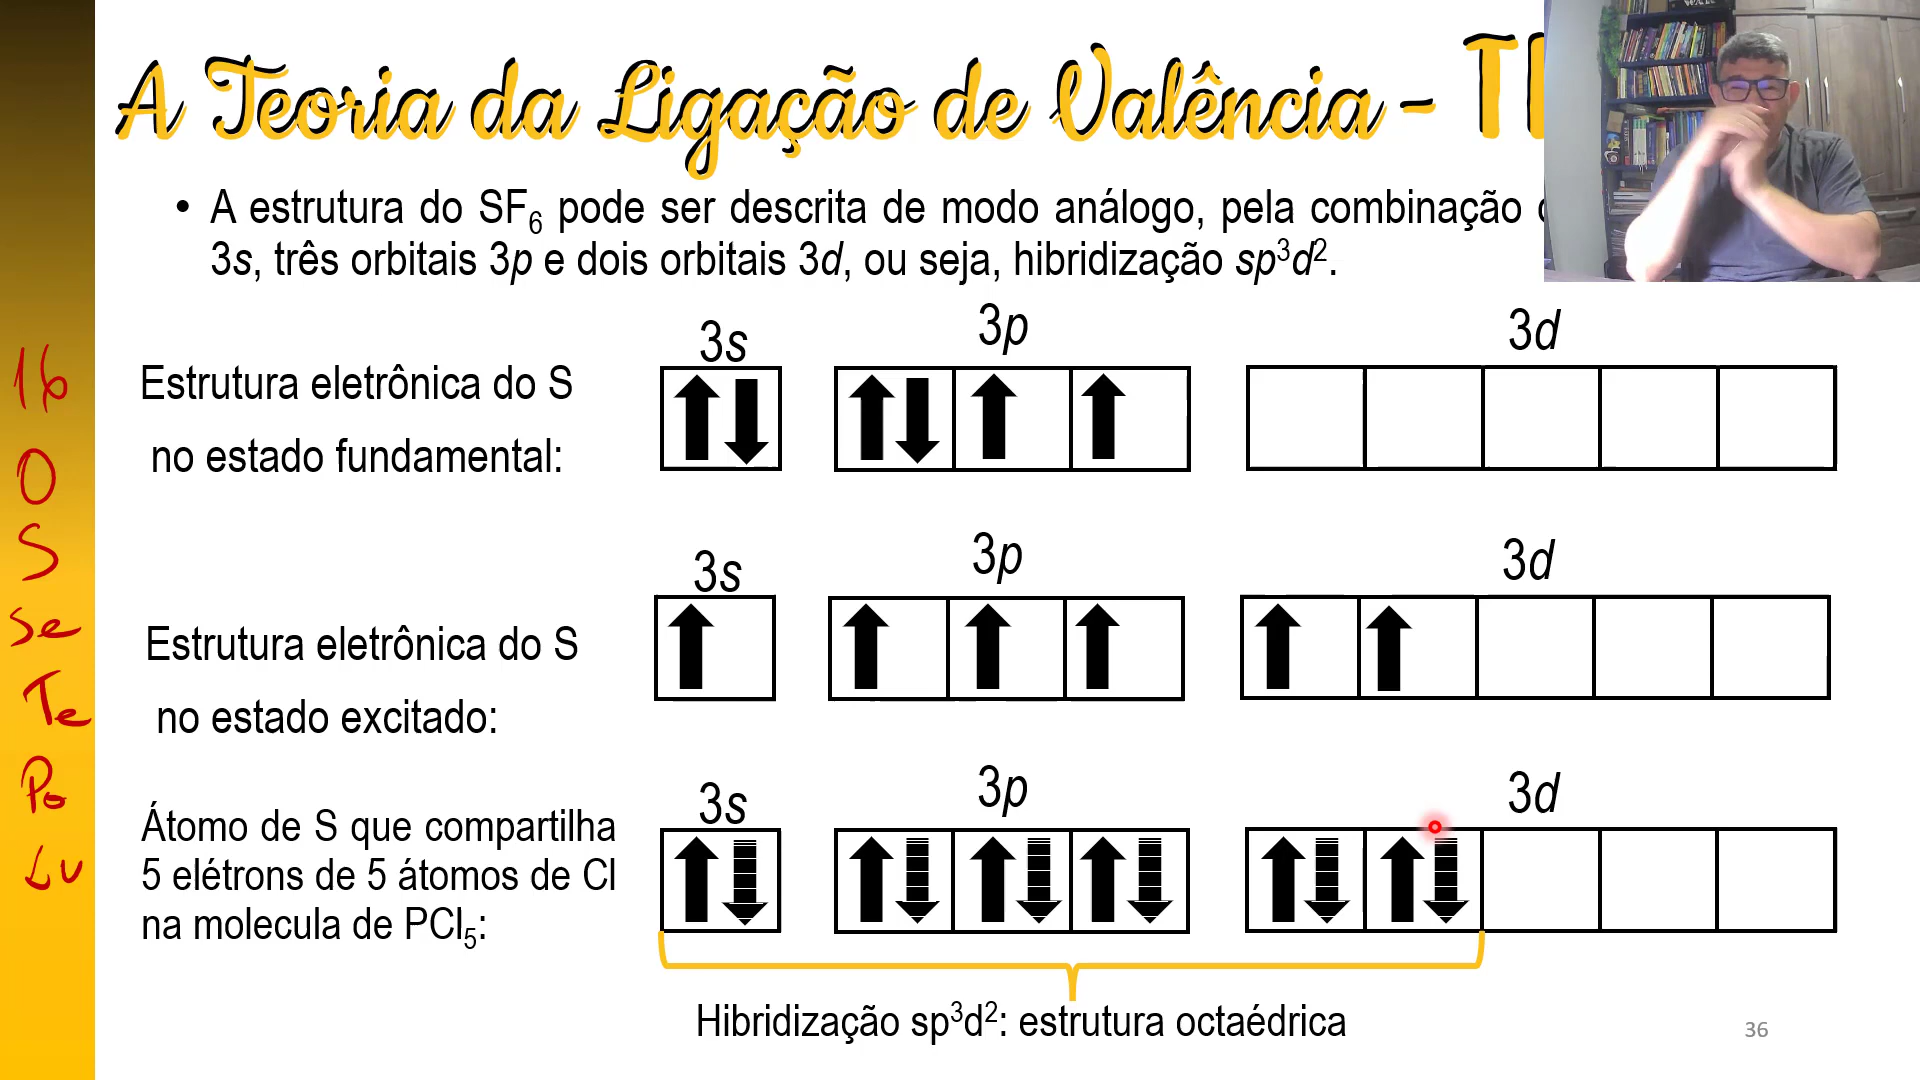 A Teoria da Ligação de Valência -
• A estrutura do SF6 pode ser descrita de modo análogo, pela combinação
3s, três orbitais 3p e dois orbitais 3d, ou seja, hibridização sp³d².
3s 3p 3d
Estrutura eletrônica do S
no estado fundamental:
3s 3p 3d
Estrutura eletrônica do S
no estado excitado:
3s 3p 3d
Átomo de S que compartilha
5 elétrons de 5 átomos de Cl
na molecula de PCl5:
Hibridização sp³d²: estrutura octaédrica
36
16
O
S
Se
Te
Po
Lv